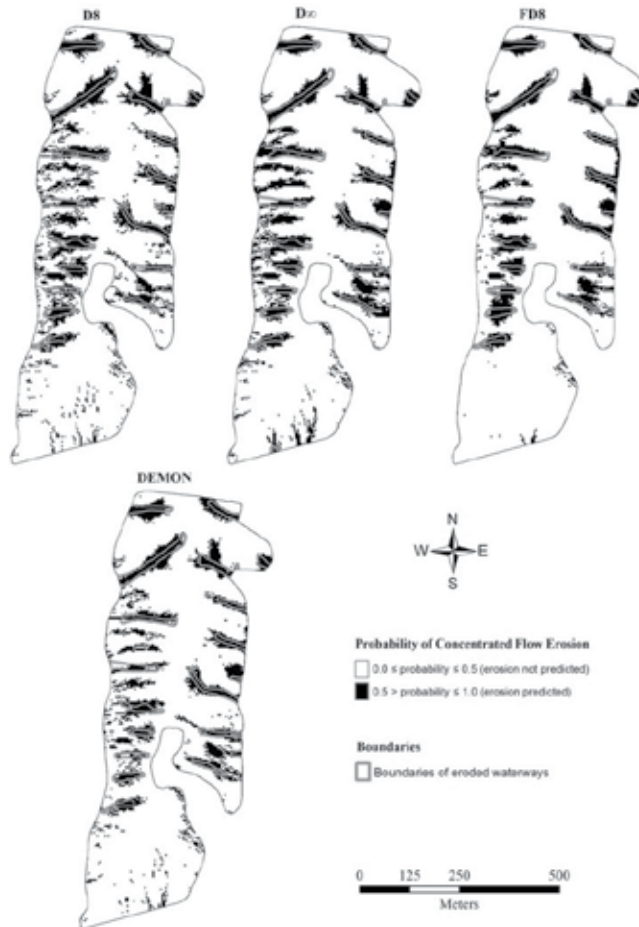 D8
D∞
FD8
DEMON
N
W E
S
Probability of Concentrated Flow Erosion
0.0 ≤ probability ≤ 0.5 (erosion not predicted)
0.5 > probability ≤ 1.0 (erosion predicted)
Boundaries
Boundaries of eroded waterways
0 125 250 500
Meters